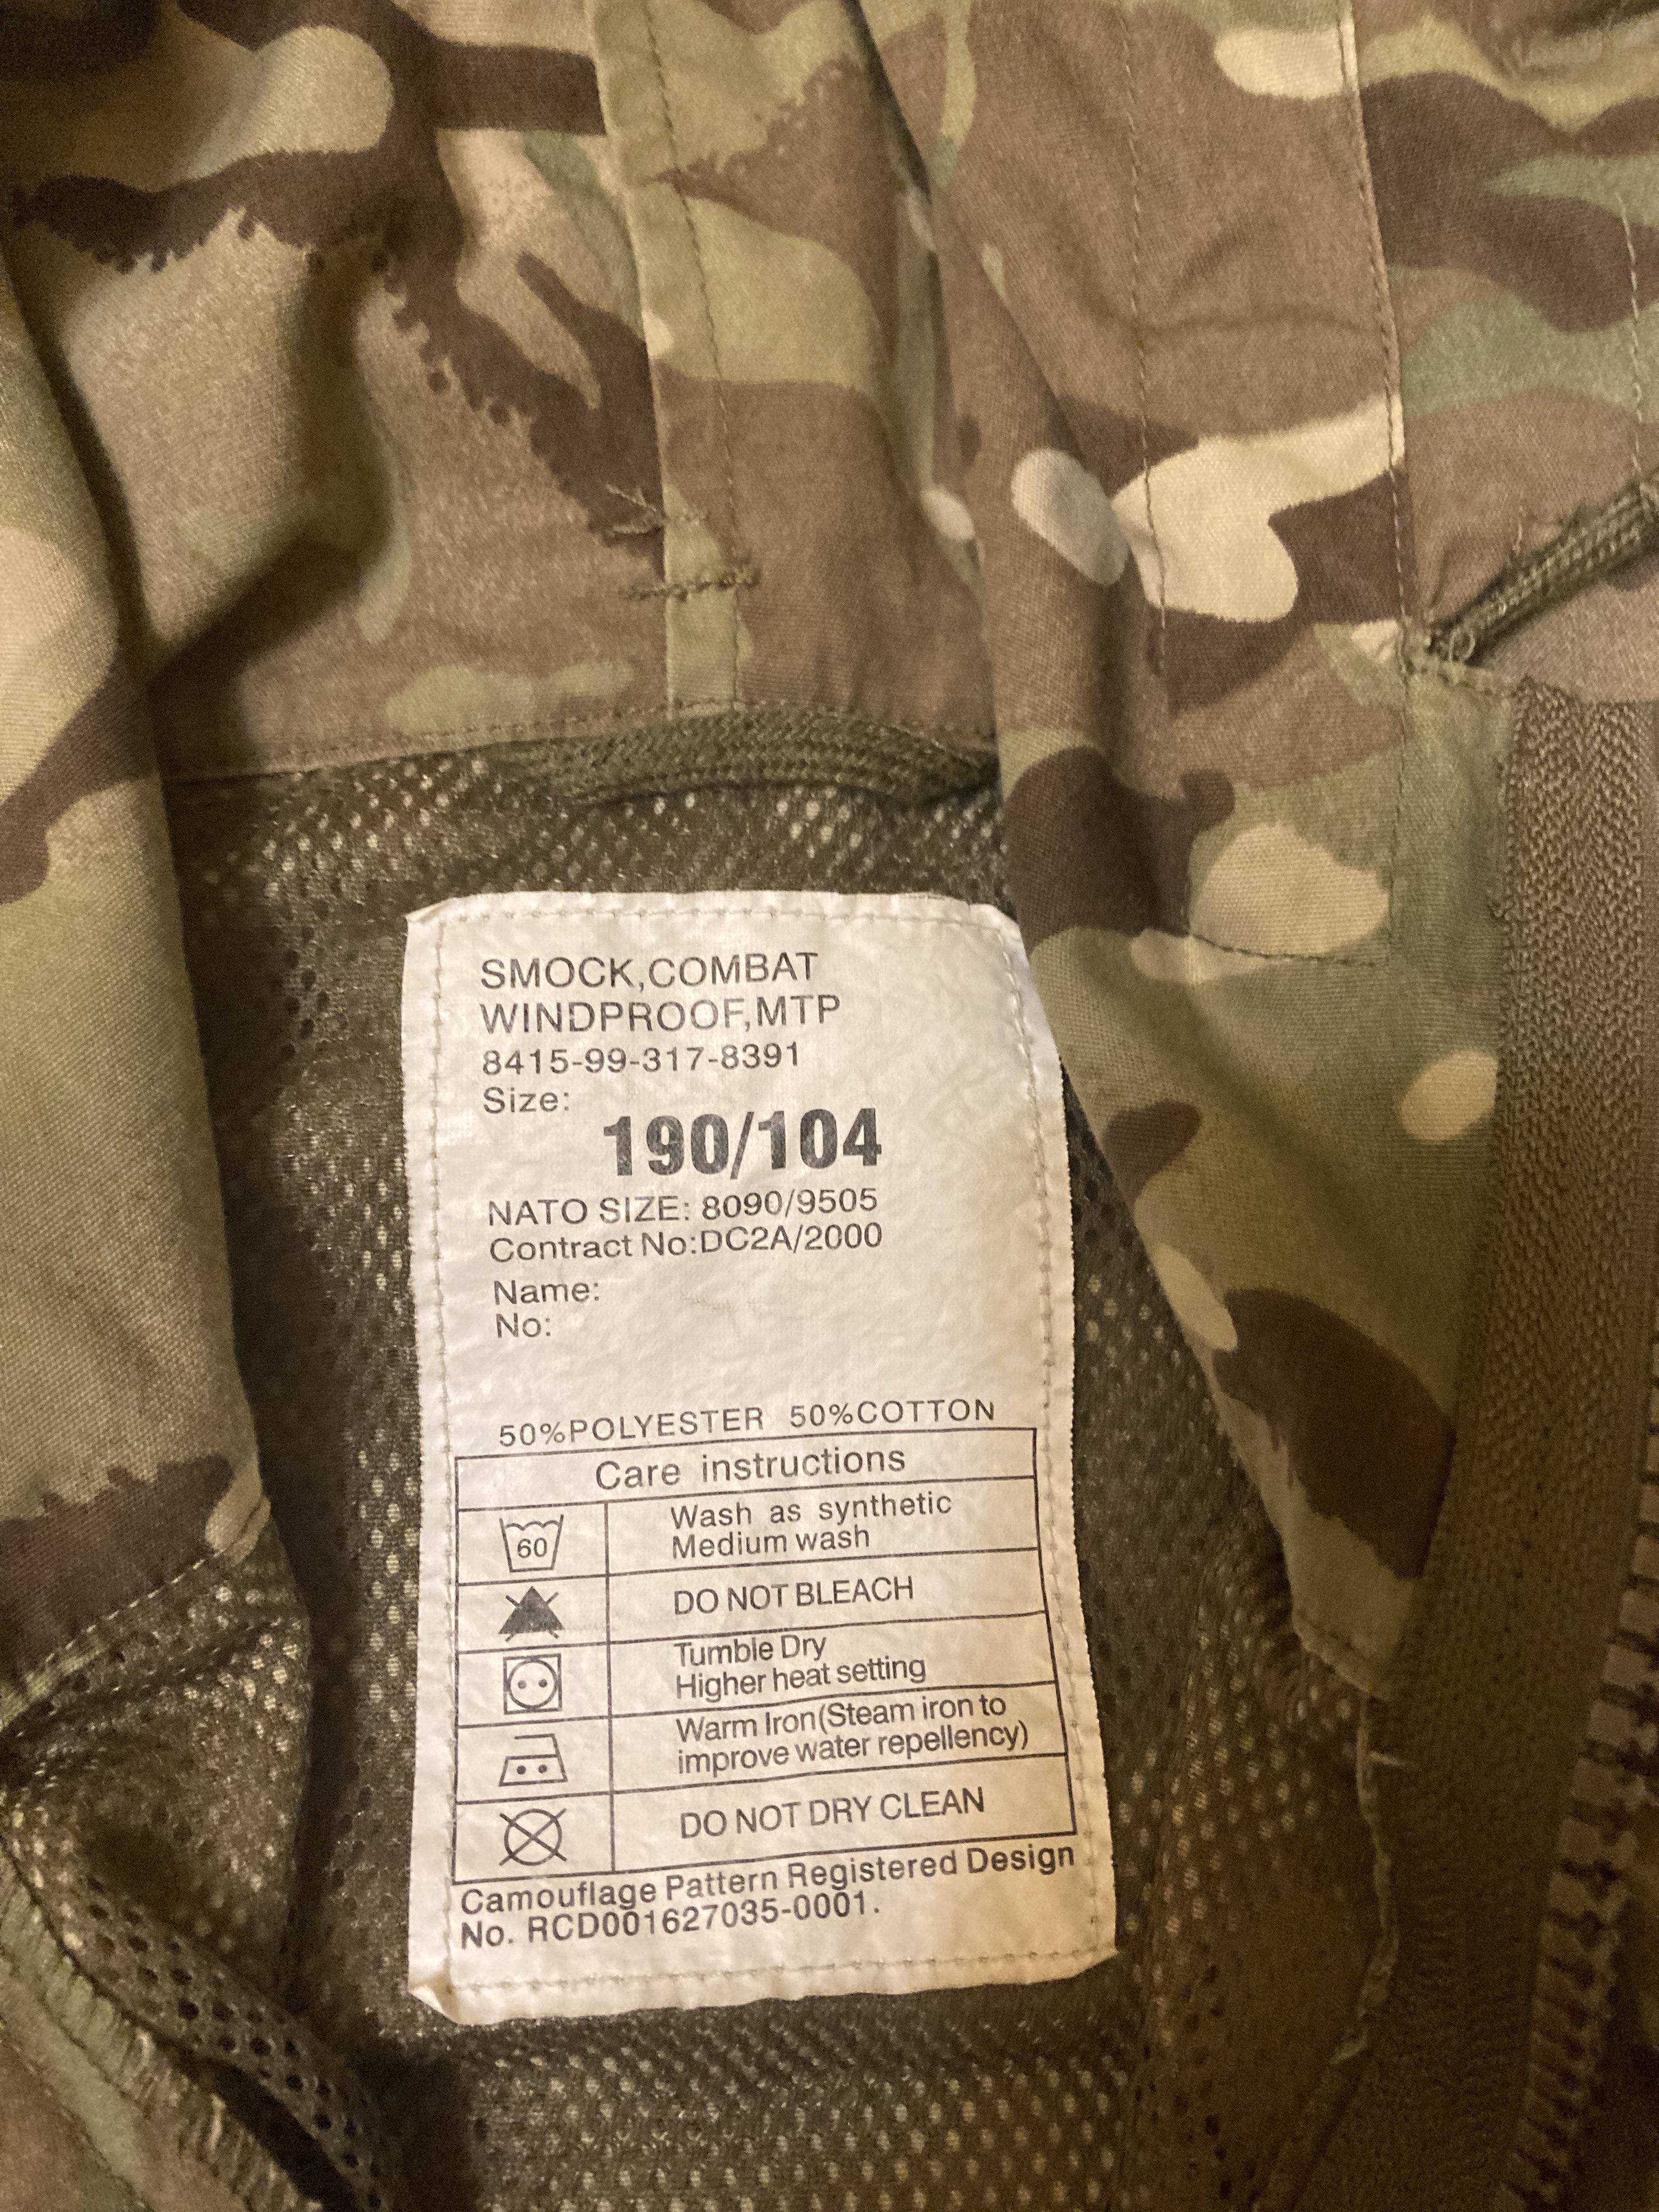 SMOCK,COMBAT
WINDPROOF,MTP
8415-99-317-8391
Size:
190/104
NATO SIZE: 8090/9505
Contract No:DC2A/2000
Name:
No:
50%POLYESTER 50%COTTON
Care instructions
60
Wash as synthetic
Medium wash
DO NOT BLEACH
Tumble Dry
Higher heat setting
Warm Iron(Steam iron to
improve water repellency)
DO NOT DRY CLEAN
Camouflage Pattern Registered Design
No. RCD001627035-0001.